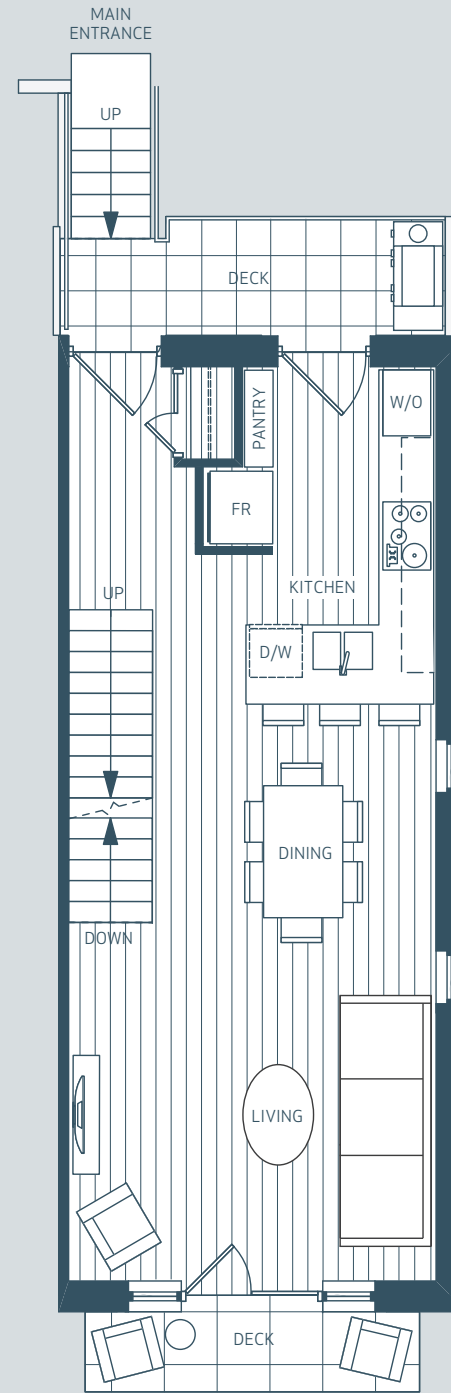 MAIN
ENTRANCE
UP
DECK
PANTRY
W/O
FR
KITCHEN
UP
D/W
DINING
DOWN
LIVING
DECK